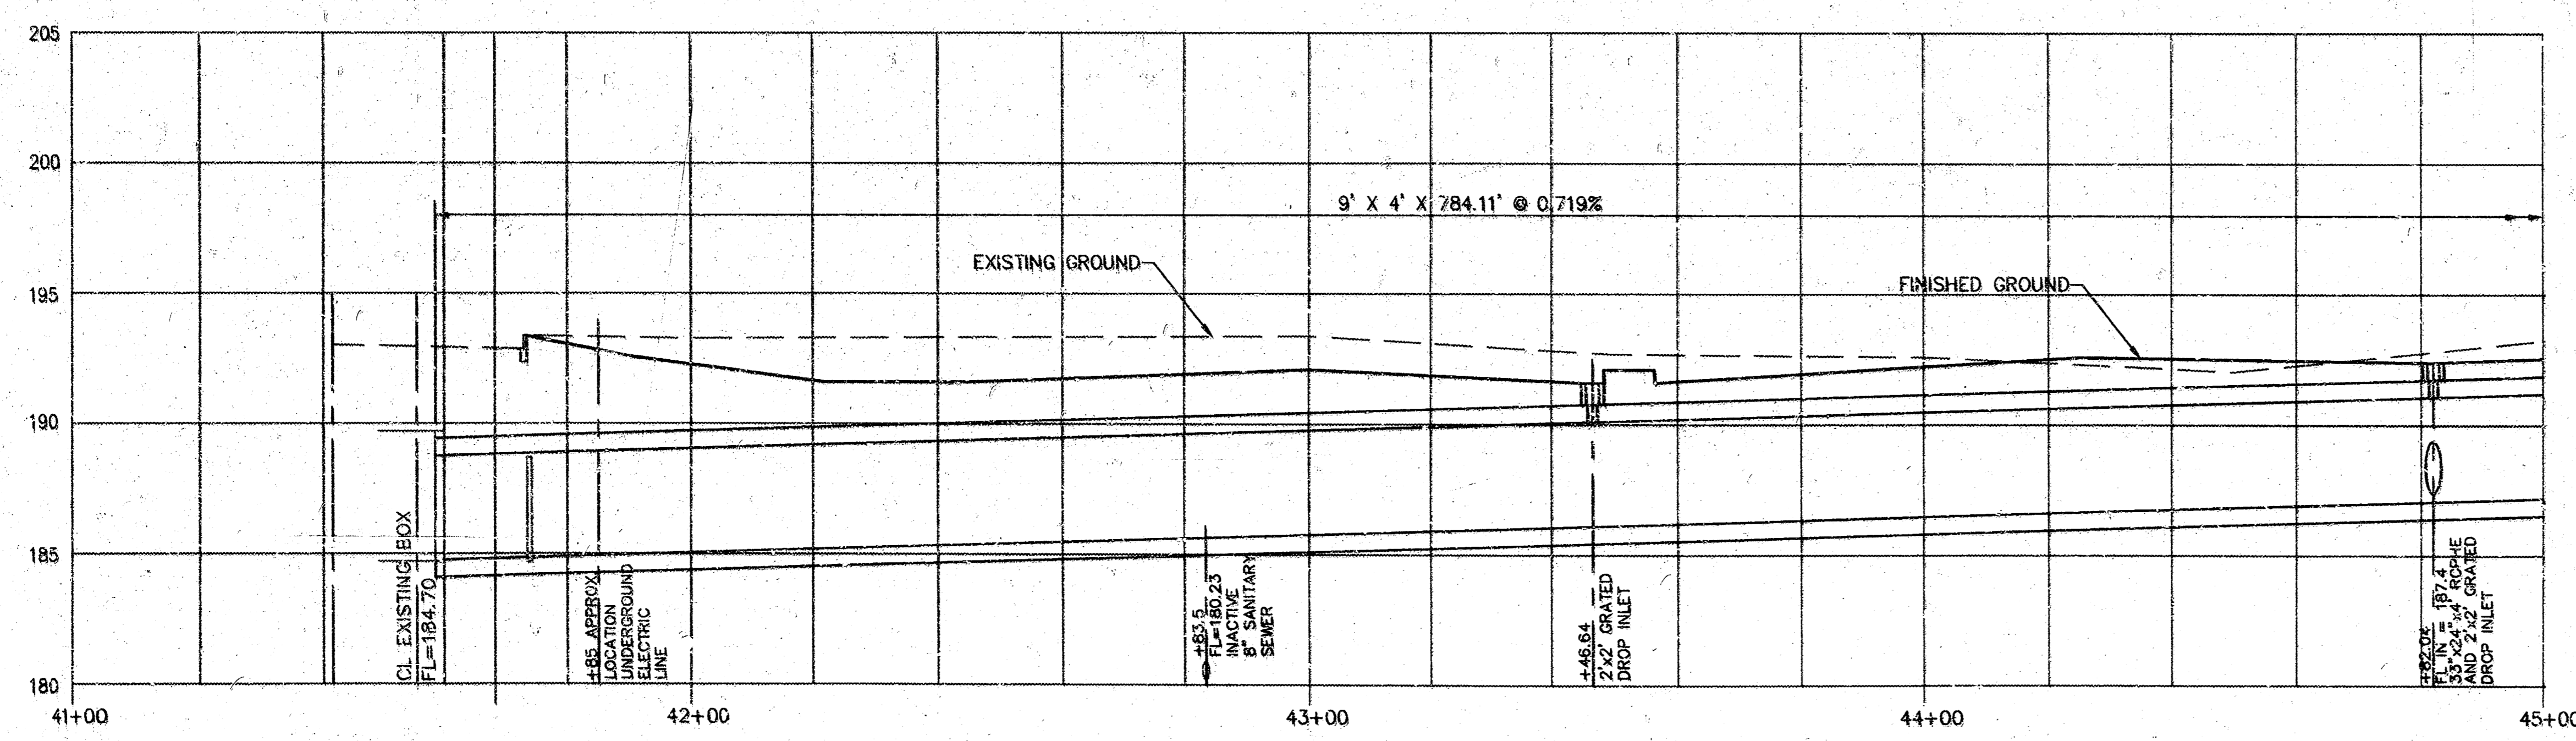 205
200
195
190
185
180
9' X 4' X 784.11' @ 0.719%
EXISTING GROUND
FINISHED GROUND
CL EXISTING BOX
FL=184.70
+85 APPROX.
LOCATION
UNDERGROUND
ELECTRIC
LINE
+83.5
FL=180.23
INACTIVE
8" SANITARY
SEWER
+46.64
2'x2' GRATED
DROP INLET
+82.04
FL IN = 187.4
33"x24"x4' RCPHE
AND 2'x2' GRATED
DROP INLET
41+00
42+00
43+00
44+00
45+00